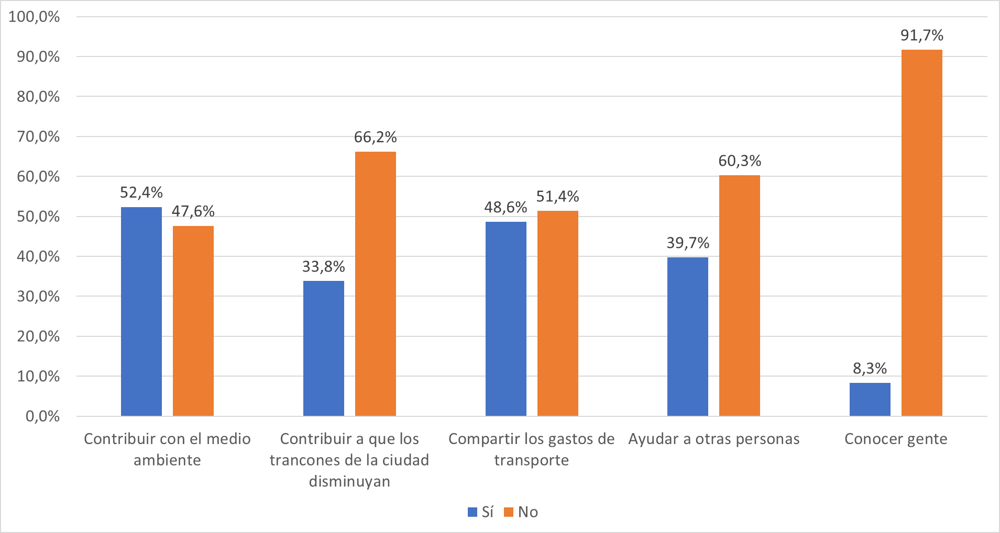 100,0%
90,0%
80,0%
70,0%
60,0%
50,0%
40,0%
30,0%
20,0%
10,0%
0,0%
52,4%
47,6%
33,8%
66,2%
48,6%
51,4%
39,7%
60,3%
8,3%
91,7%
Contribuir con el medio
ambiente
Contribuir a que los
trancones de la ciudad
disminuyan
Compartir los gastos de
transporte
Ayudar a otras personas
Conocer gente
Sí
No